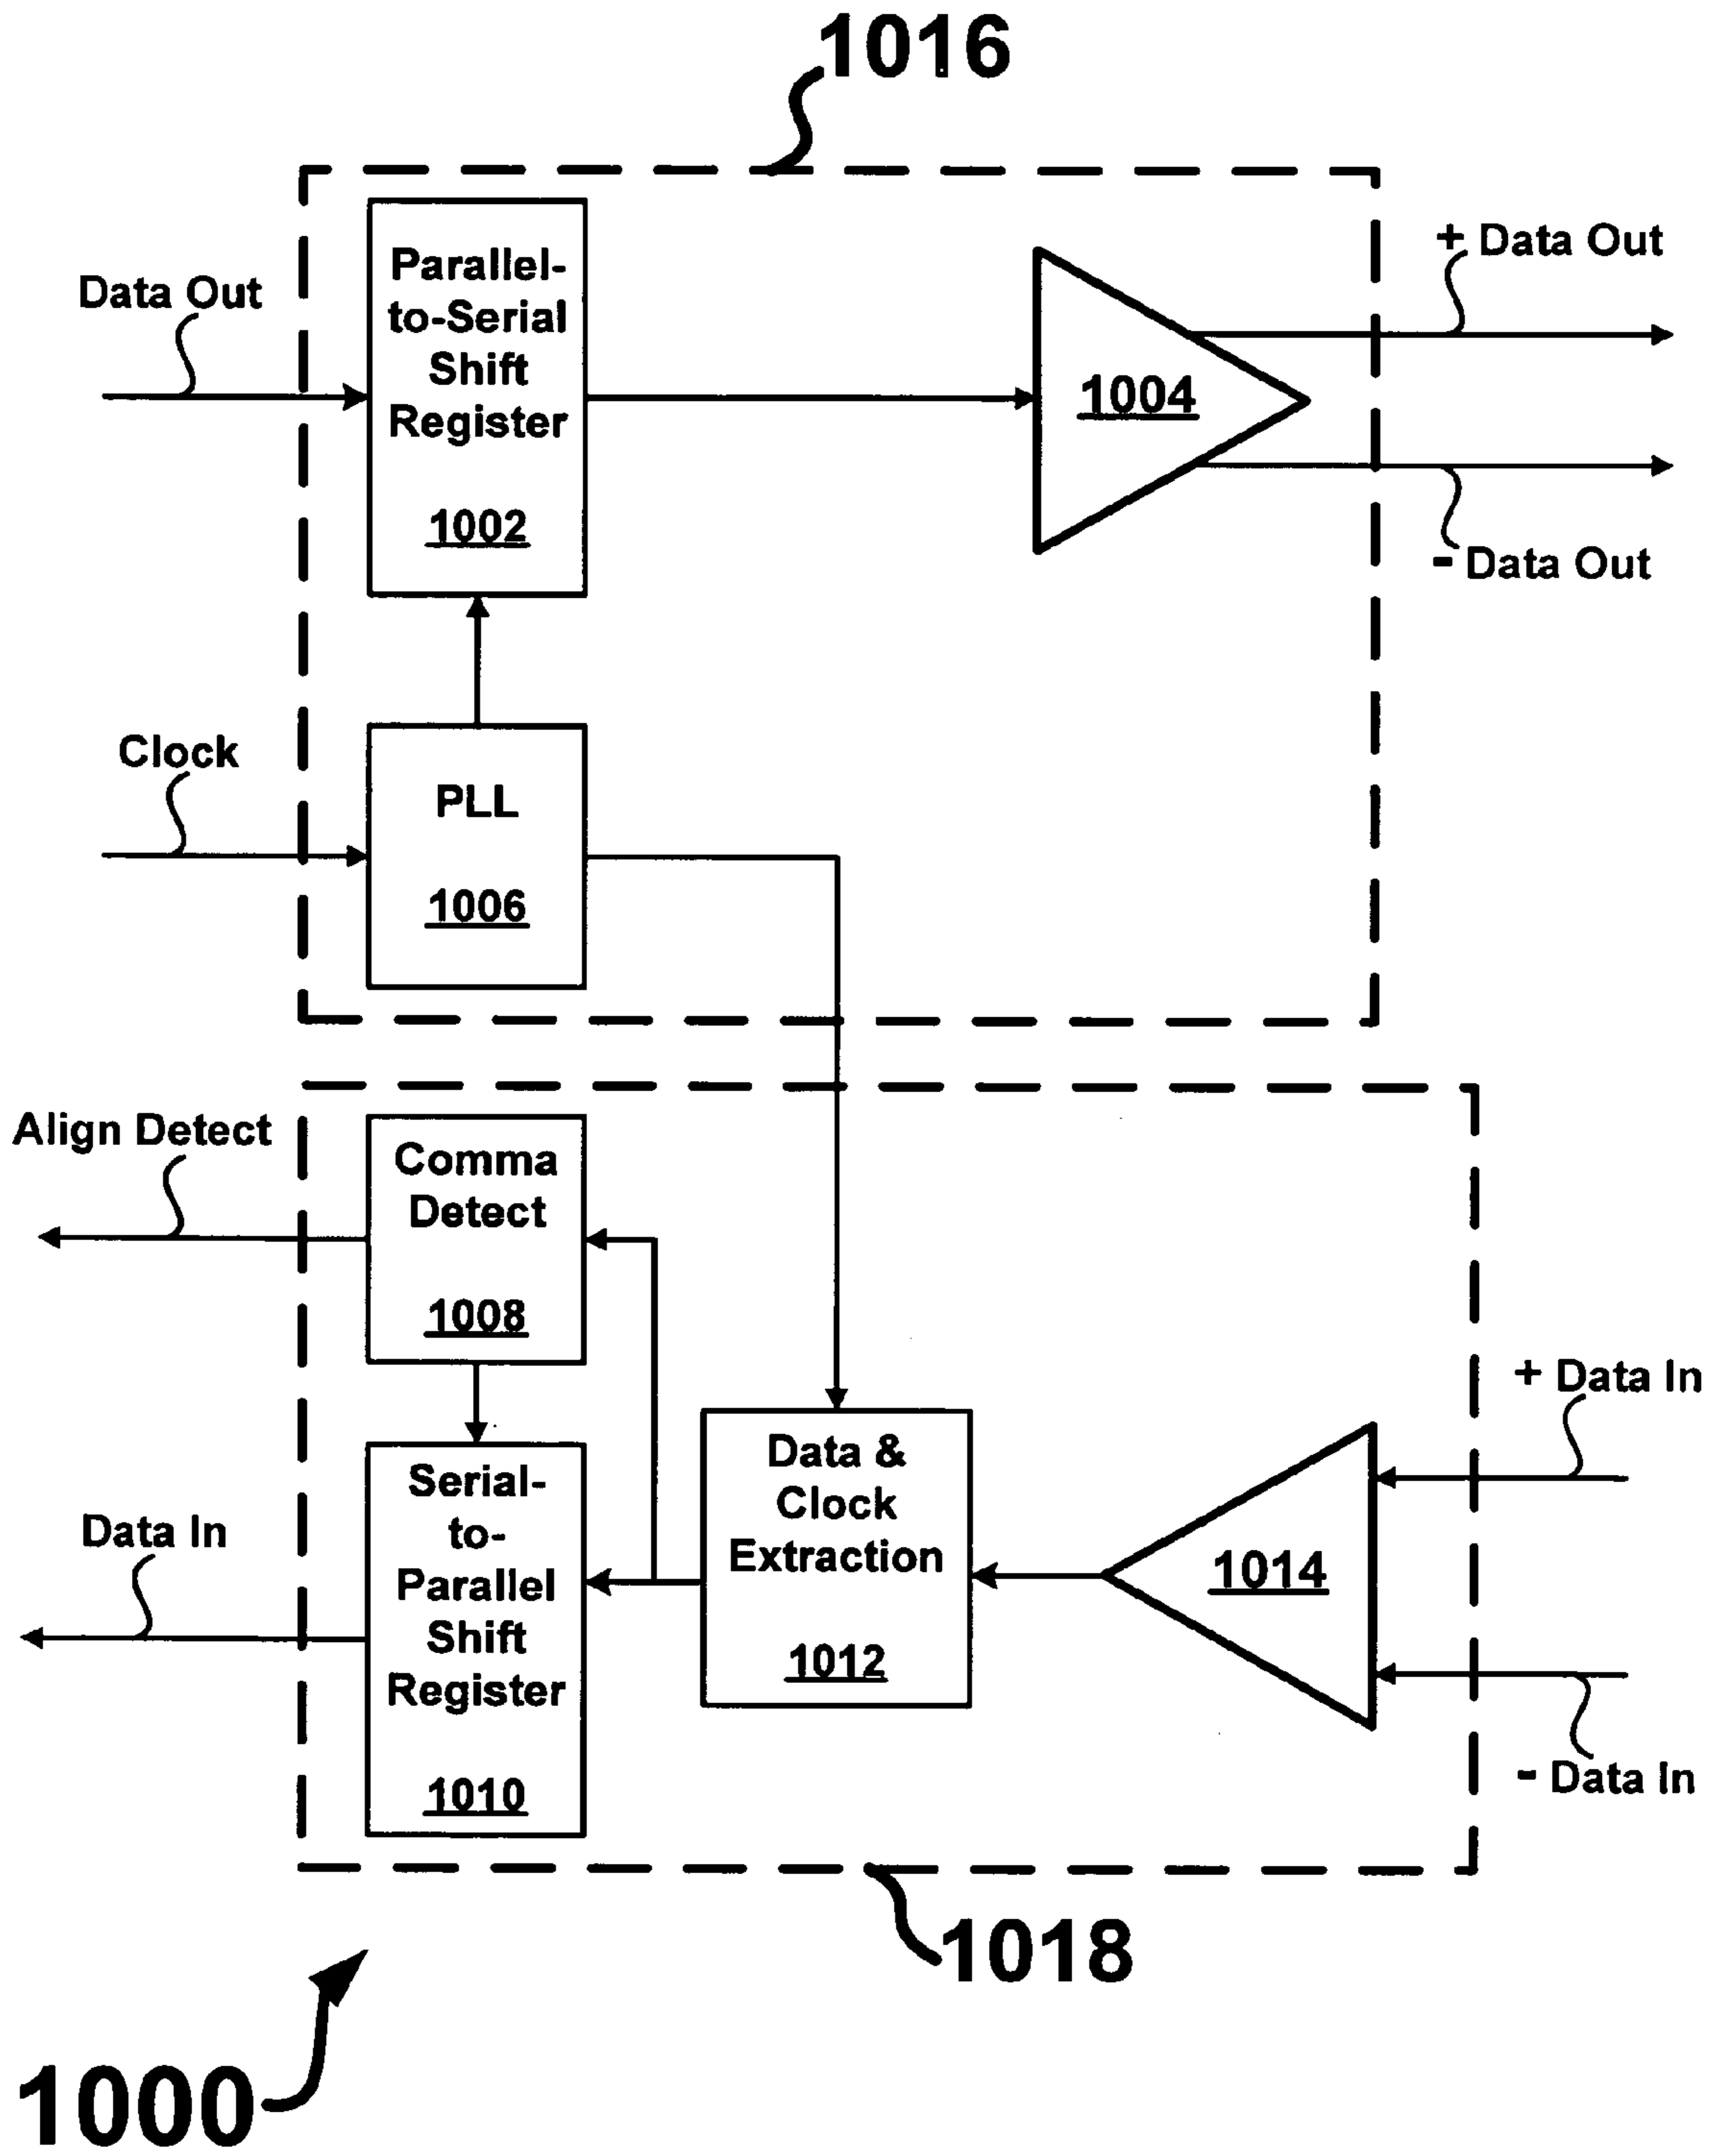 1016
Parallel-
to-Serial
Shift
Register
1002
Data Out
1004
+ Data Out
- Data Out
Clock
PLL
1006
Align Detect
Comma
Detect
1008
Data In
Serial-
to-
Parallel
Shift
Register
1010
Data &
Clock
Extraction
1012
1014
+ Data In
- Data In
1018
1000